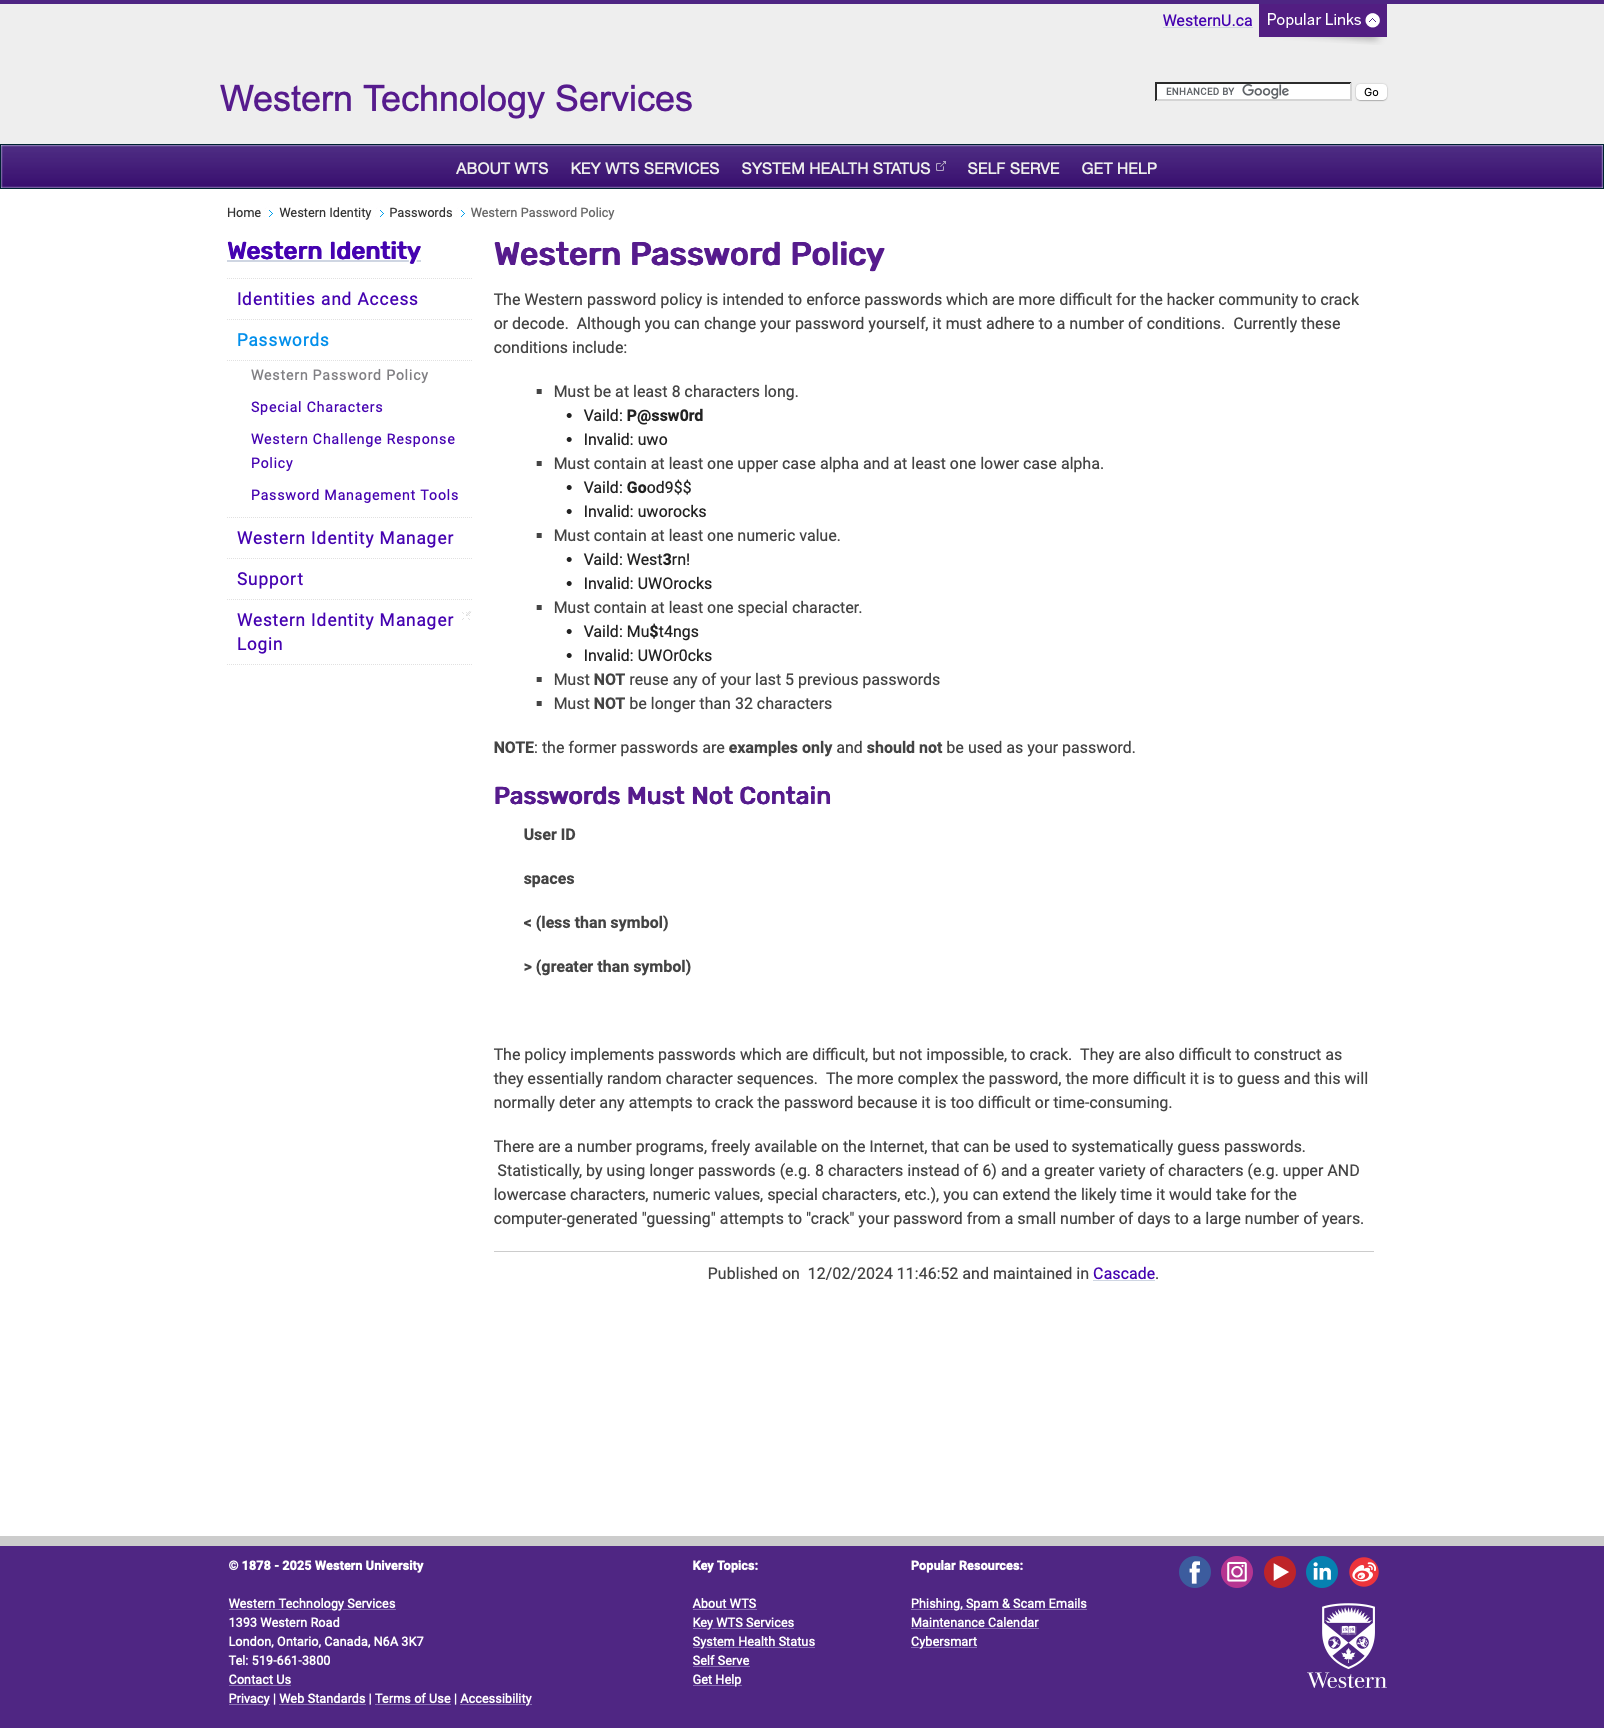 WesternU.ca
Popular Links
Western Technology Services
ENHANCED BY Google
Go
ABOUT WTS
KEY WTS SERVICES
SYSTEM HEALTH STATUS
SELF SERVE
GET HELP
Home
Western Identity
Passwords
Western Password Policy
Western Identity
Identities and Access
Passwords
Western Password Policy
Special Characters
Western Challenge Response
Policy
Password Management Tools
Western Identity Manager
Support
Western Identity Manager
Login
Western Password Policy
The Western password policy is intended to enforce passwords which are more difficult for the hacker community to crack
or decode.  Although you can change your password yourself, it must adhere to a number of conditions.  Currently these
conditions include:
▪ Must be at least 8 characters long.
• Vaild: P@ssw0rd
• Invalid: uwo
▪ Must contain at least one upper case alpha and at least one lower case alpha.
• Vaild: Good9$$
• Invalid: uworocks
▪ Must contain at least one numeric value.
• Vaild: West3rn!
• Invalid: UWOrocks
▪ Must contain at least one special character.
• Vaild: Mu$t4ngs
• Invalid: UWOr0cks
▪ Must NOT reuse any of your last 5 previous passwords
▪ Must NOT be longer than 32 characters
NOTE: the former passwords are examples only and should not be used as your password.
Passwords Must Not Contain
User ID
spaces
< (less than symbol)
> (greater than symbol)
The policy implements passwords which are difficult, but not impossible, to crack.  They are also difficult to construct as
they essentially random character sequences.  The more complex the password, the more difficult it is to guess and this will
normally deter any attempts to crack the password because it is too difficult or time-consuming.
There are a number programs, freely available on the Internet, that can be used to systematically guess passwords.
Statistically, by using longer passwords (e.g. 8 characters instead of 6) and a greater variety of characters (e.g. upper AND
lowercase characters, numeric values, special characters, etc.), you can extend the likely time it would take for the
computer-generated "guessing" attempts to "crack" your password from a small number of days to a large number of years.
Published on  12/02/2024 11:46:52 and maintained in Cascade.
© 1878 - 2025 Western University
Western Technology Services
1393 Western Road
London, Ontario, Canada, N6A 3K7
Tel: 519-661-3800
Contact Us
Privacy | Web Standards | Terms of Use | Accessibility
Key Topics:
About WTS
Key WTS Services
System Health Status
Self Serve
Get Help
Popular Resources:
Phishing, Spam & Scam Emails
Maintenance Calendar
Cybersmart
Western